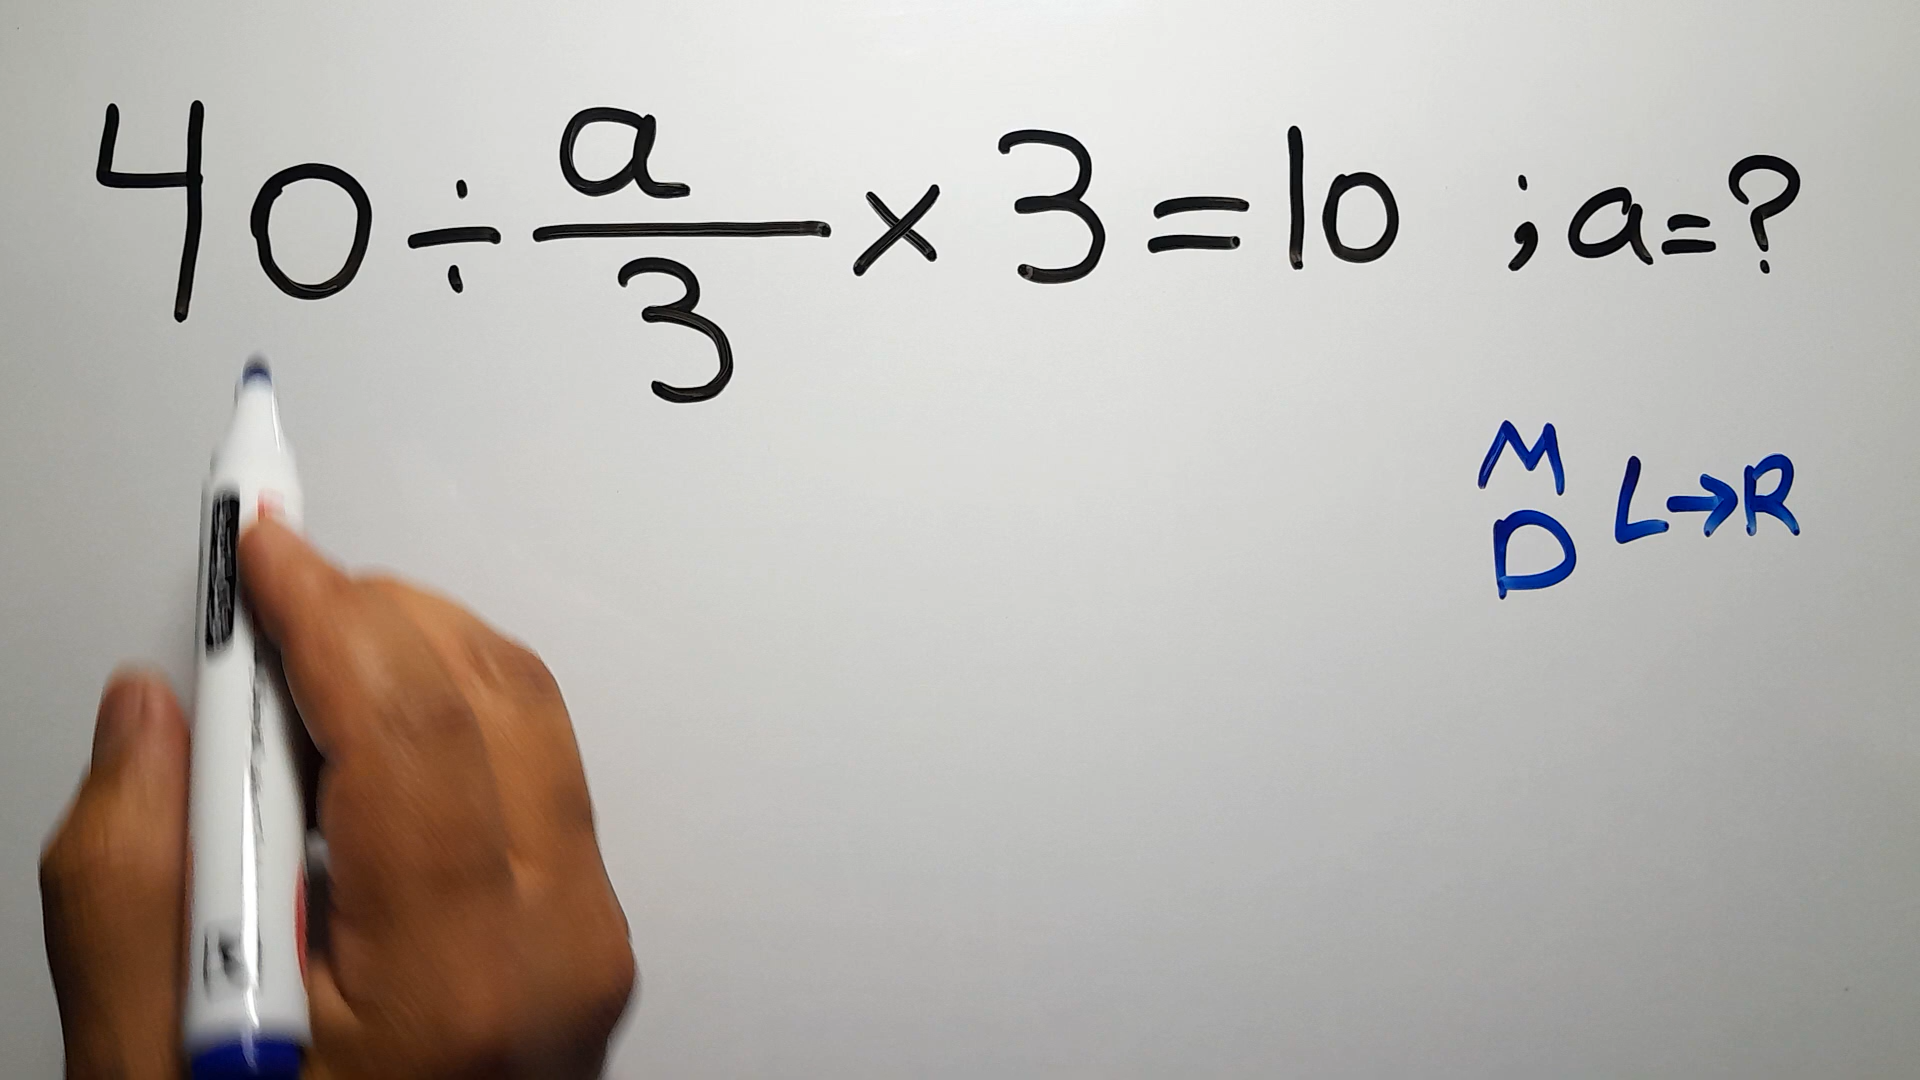 40 ÷ a/3 × 3 = 10 ; a = ?
M
D L → R